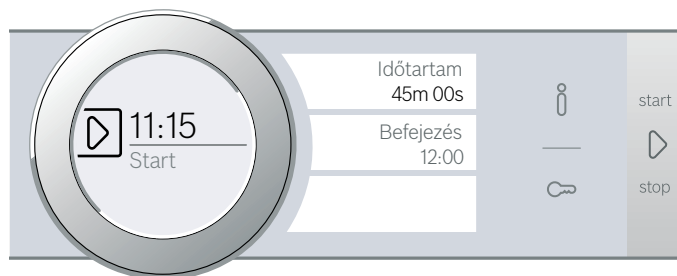 11:15
Start
Időtartam
45m 00s
Befejezés
12:00
start
stop